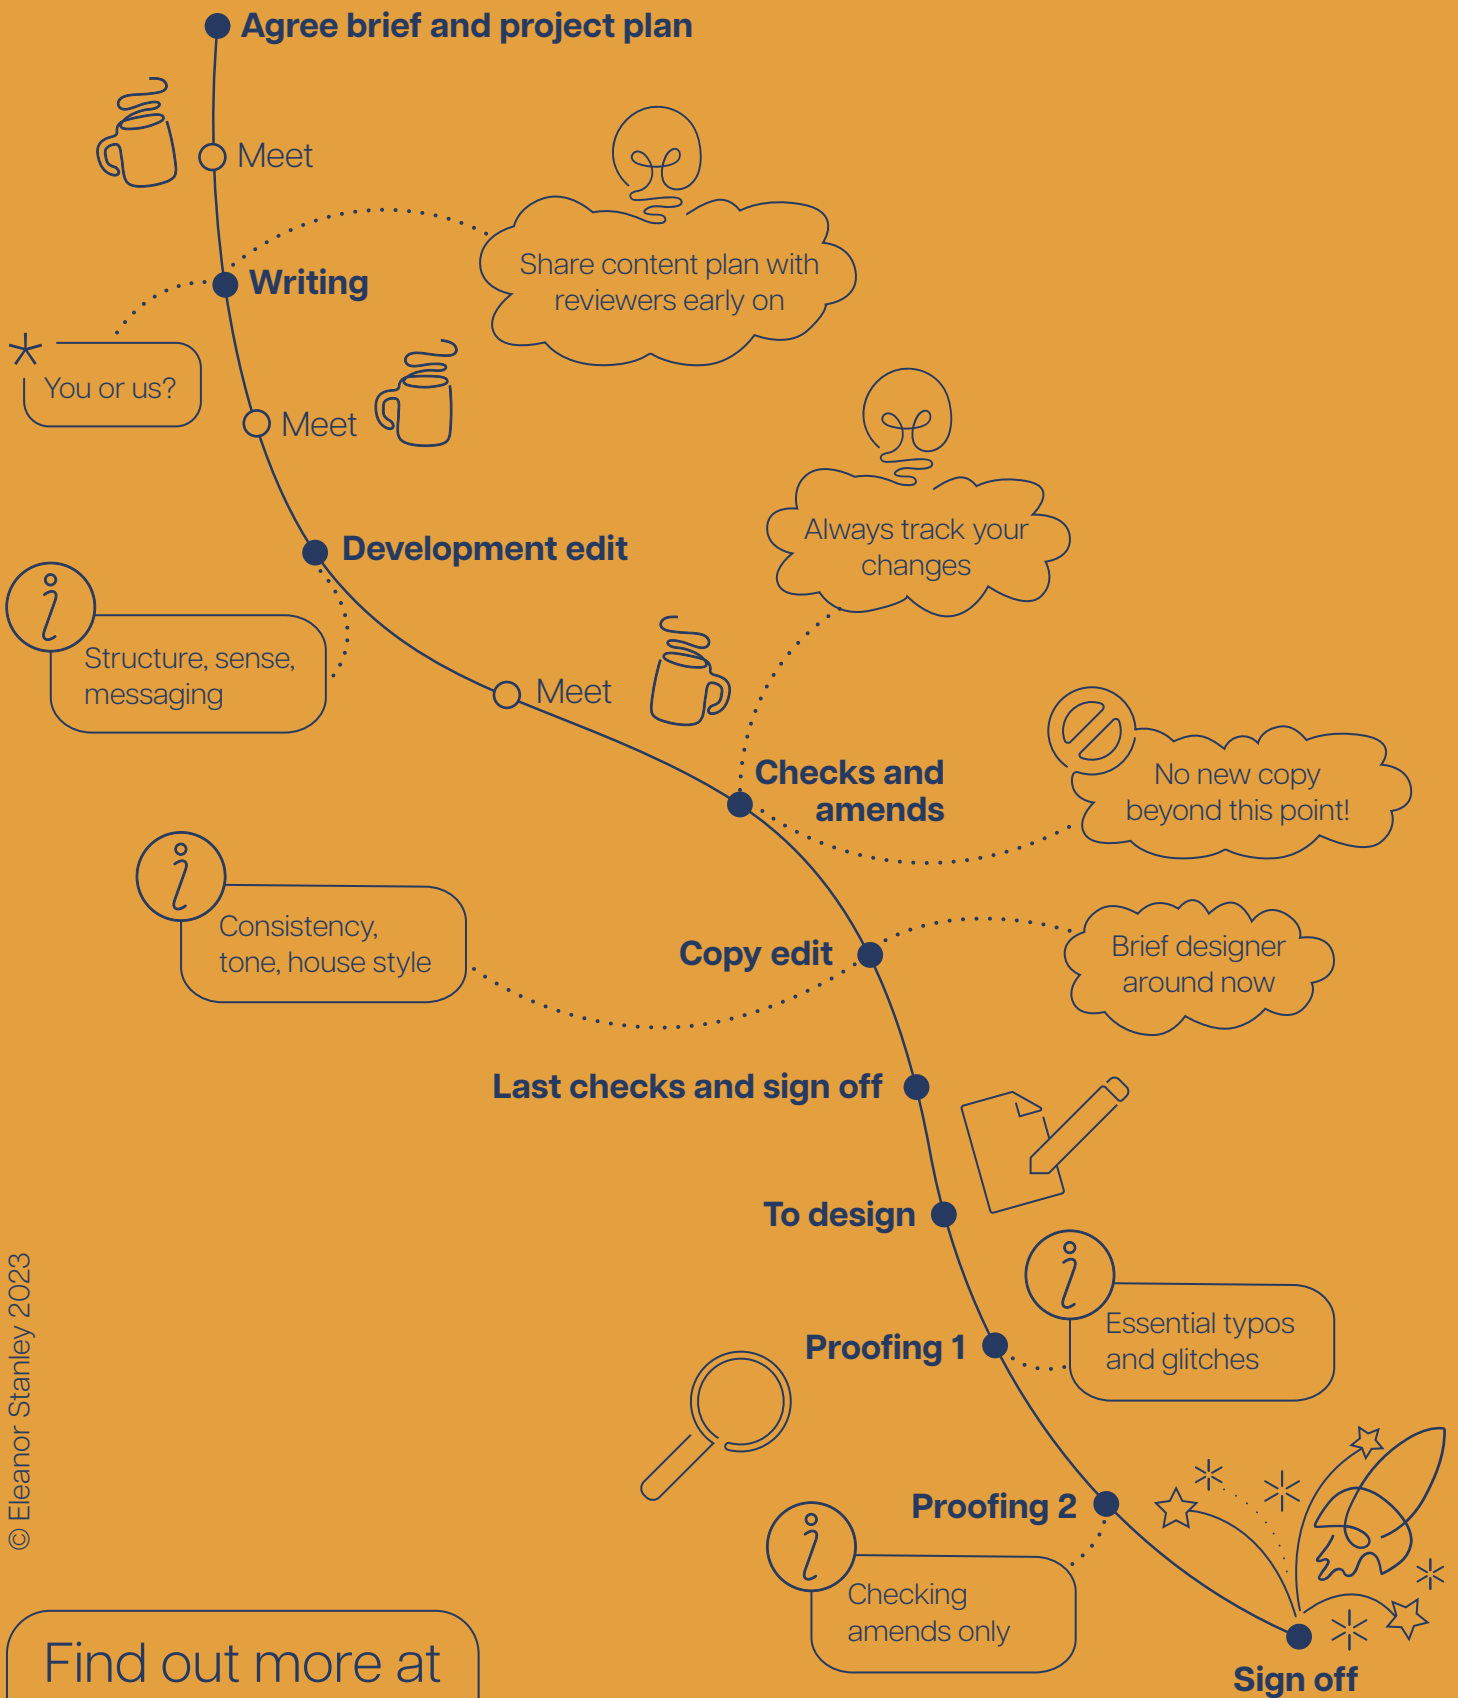 Agree brief and project plan
Meet
Share content plan with
reviewers early on
Writing
You or us?
Meet
Always track your
changes
Development edit
Structure, sense,
messaging
Meet
Checks and
amends
No new copy
beyond this point!
Consistency,
tone, house style
Copy edit
Brief designer
around now
Last checks and sign off
To design
Essential typos
and glitches
Proofing 1
Proofing 2
Checking
amends only
Sign off
© Eleanor Stanley 2023
Find out more at